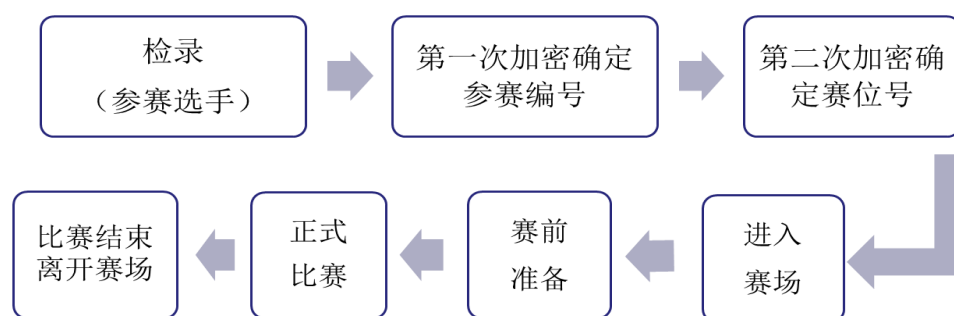 检录
（参赛选手）
第一次加密确定
参赛编号
第二次加密确
定赛位号
进入
赛场
赛前
准备
正式
比赛
比赛结束
离开赛场